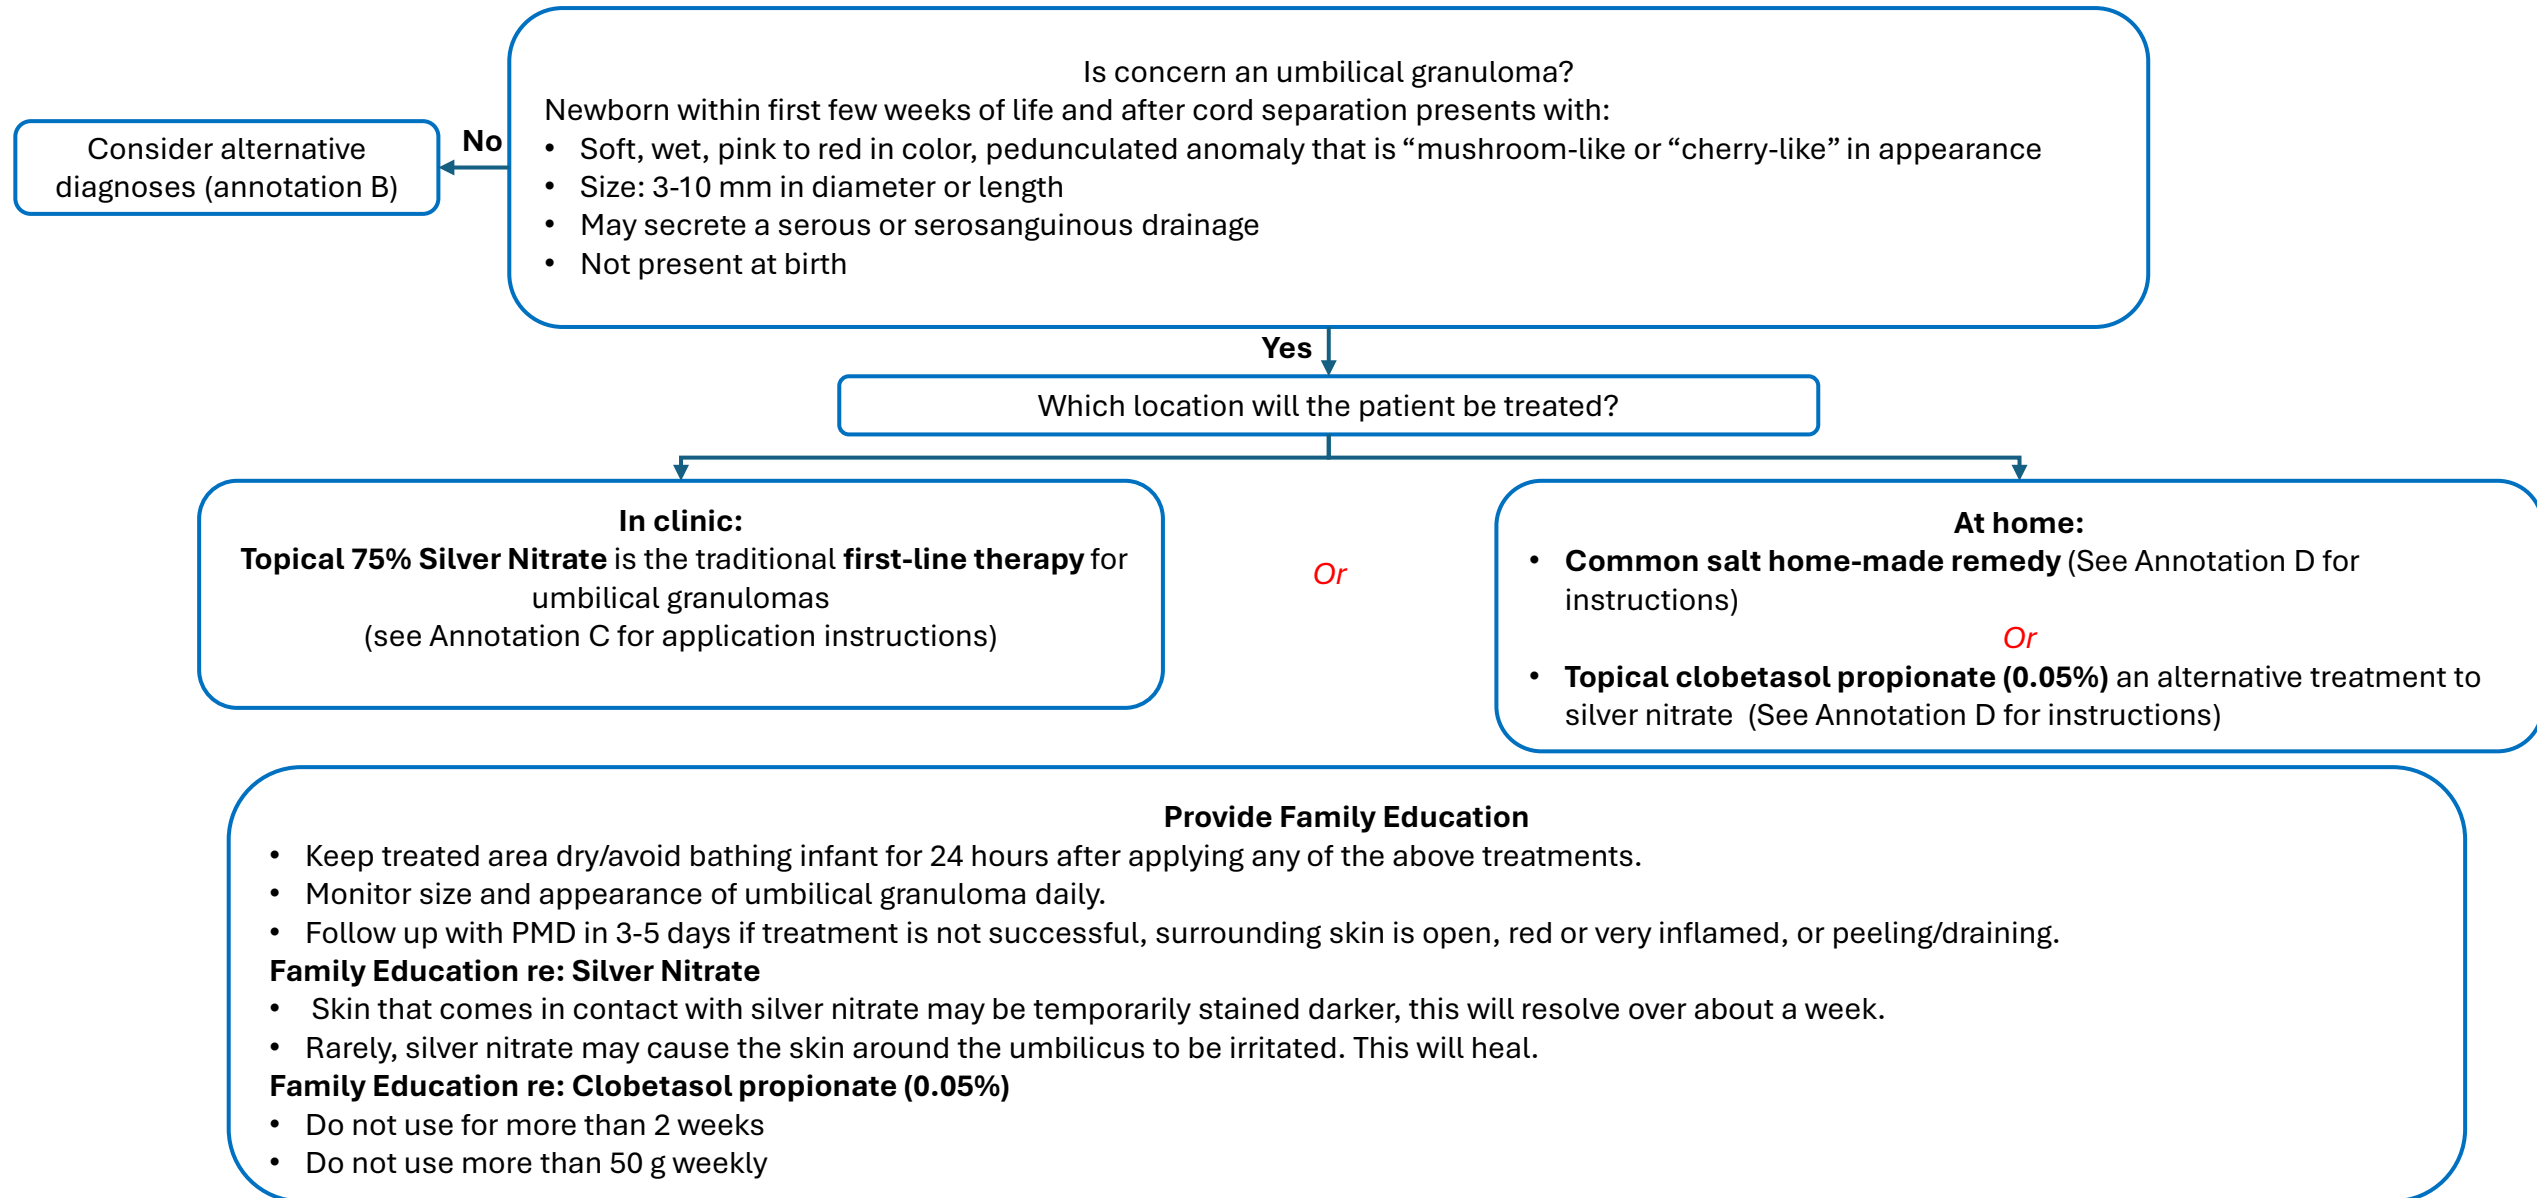 Is concern an umbilical granuloma?
Newborn within first few weeks of life and after cord separation presents with:
• Soft, wet, pink to red in color, pedunculated anomaly that is “mushroom-like or “cherry-like” in appearance
• Size: 3-10 mm in diameter or length
• May secrete a serous or serosanguinous drainage
• Not present at birth
No
Consider alternative
diagnoses (annotation B)
Yes
Which location will the patient be treated?
In clinic:
Topical 75% Silver Nitrate is the traditional first-line therapy for
umbilical granulomas
(see Annotation C for application instructions)
Or
At home:
• Common salt home-made remedy (See Annotation D for
instructions)
Or
• Topical clobetasol propionate (0.05%) an alternative treatment to
silver nitrate (See Annotation D for instructions)
Provide Family Education
• Keep treated area dry/avoid bathing infant for 24 hours after applying any of the above treatments.
• Monitor size and appearance of umbilical granuloma daily.
• Follow up with PMD in 3-5 days if treatment is not successful, surrounding skin is open, red or very inflamed, or peeling/draining.
Family Education re: Silver Nitrate
• Skin that comes in contact with silver nitrate may be temporarily stained darker, this will resolve over about a week.
• Rarely, silver nitrate may cause the skin around the umbilicus to be irritated. This will heal.
Family Education re: Clobetasol propionate (0.05%)
• Do not use for more than 2 weeks
• Do not use more than 50 g weekly